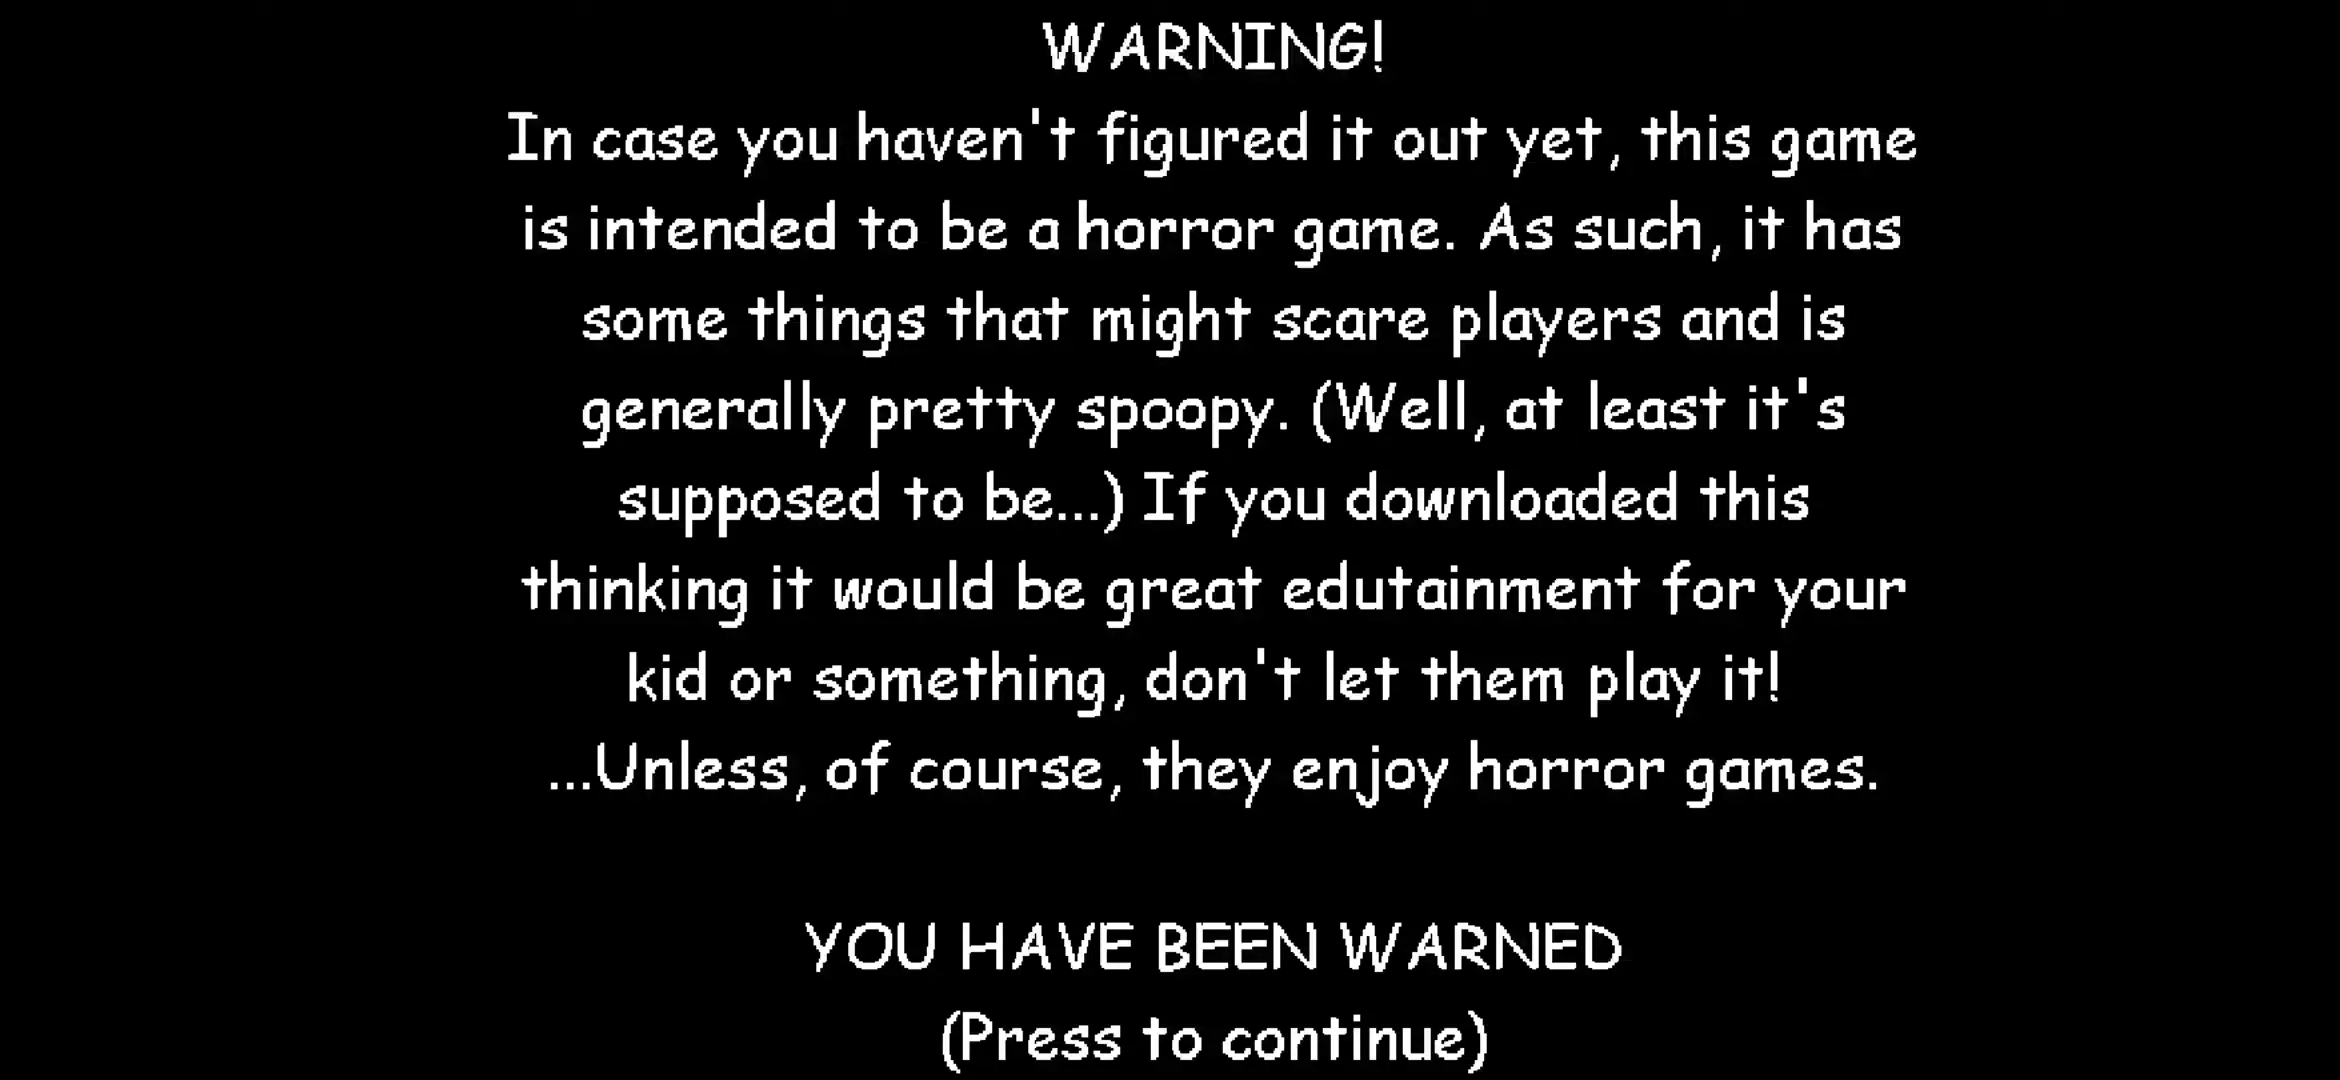 WARNING!
In case you haven't figured it out yet, this game
is intended to be a horror game. As such, it has
some things that might scare players and is
generally pretty spoopy. (Well, at least it's
supposed to be...) If you downloaded this
thinking it would be great edutainment for your
kid or something, don't let them play it!
...Unless, of course, they enjoy horror games.
YOU HAVE BEEN WARNED
(Press to continue)